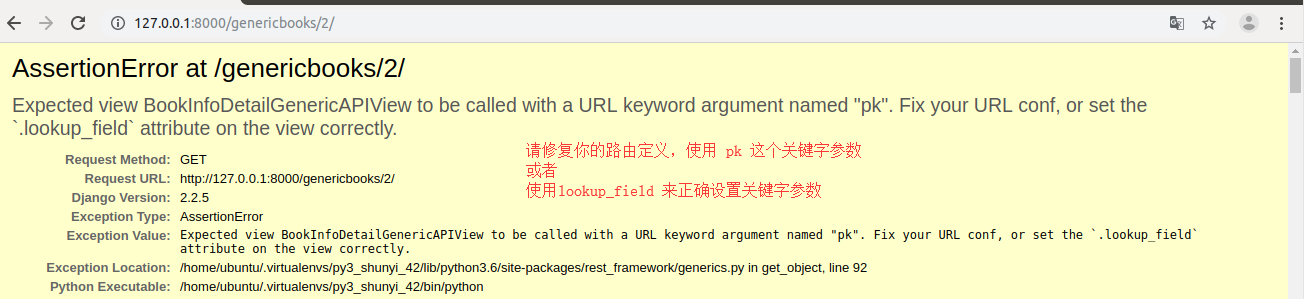 127.0.0.1:8000/genericbooks/2/
AssertionError at /genericbooks/2/
Expected view BookInfoDetailGenericAPIView to be called with a URL keyword argument named "pk". Fix your URL conf, or set the
`.lookup_field` attribute on the view correctly.
请修复你的路由定义，使用 pk 这个关键字参数
或者
使用lookup_field 来正确设置关键字参数
Request Method: GET
Request URL: http://127.0.0.1:8000/genericbooks/2/
Django Version: 2.2.5
Exception Type: AssertionError
Exception Value: Expected view BookInfoDetailGenericAPIView to be called with a URL keyword argument named "pk". Fix your URL conf, or set the `.lookup_field`
attribute on the view correctly.
Exception Location: /home/ubuntu/.virtualenvs/py3_shunyi_42/lib/python3.6/site-packages/rest_framework/generics.py in get_object, line 92
Python Executable: /home/ubuntu/.virtualenvs/py3_shunyi_42/bin/python